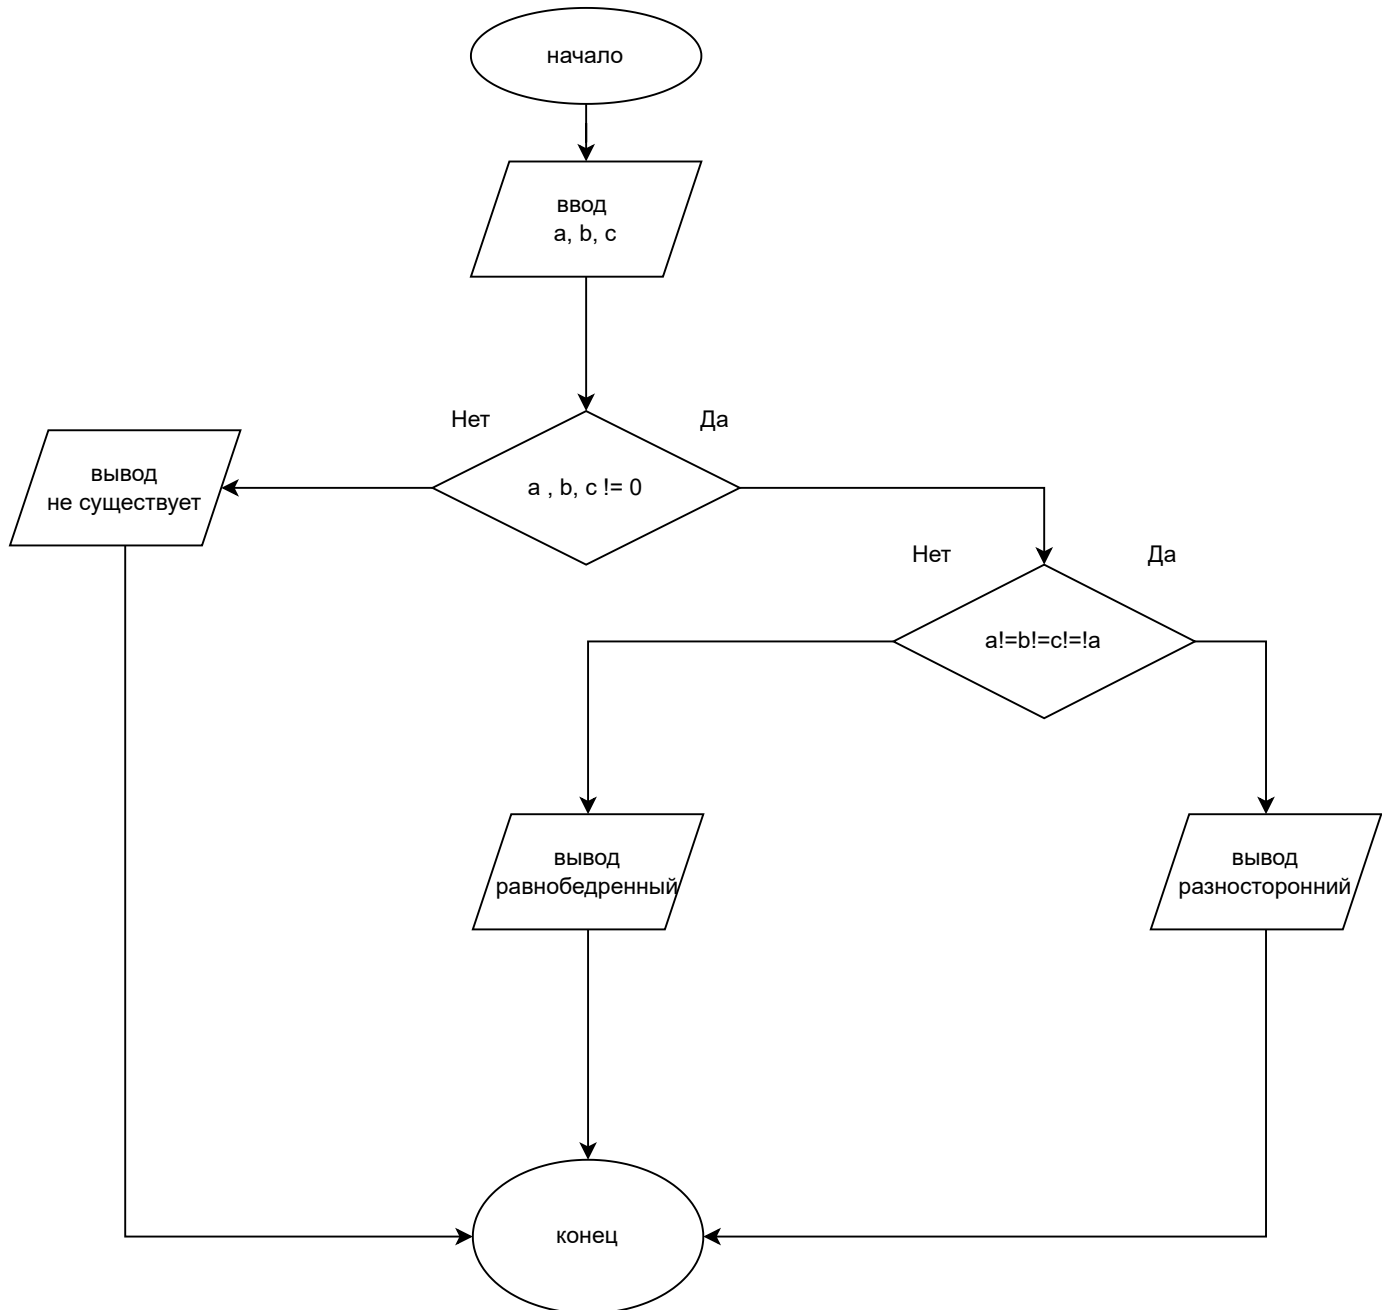 начало
ввод
a, b, c
Нет
Да
вывод
не существует
a , b, c != 0
Нет
Да
a!=b!=c!=!a
вывод
равнобедренный
вывод
разносторонний
конец